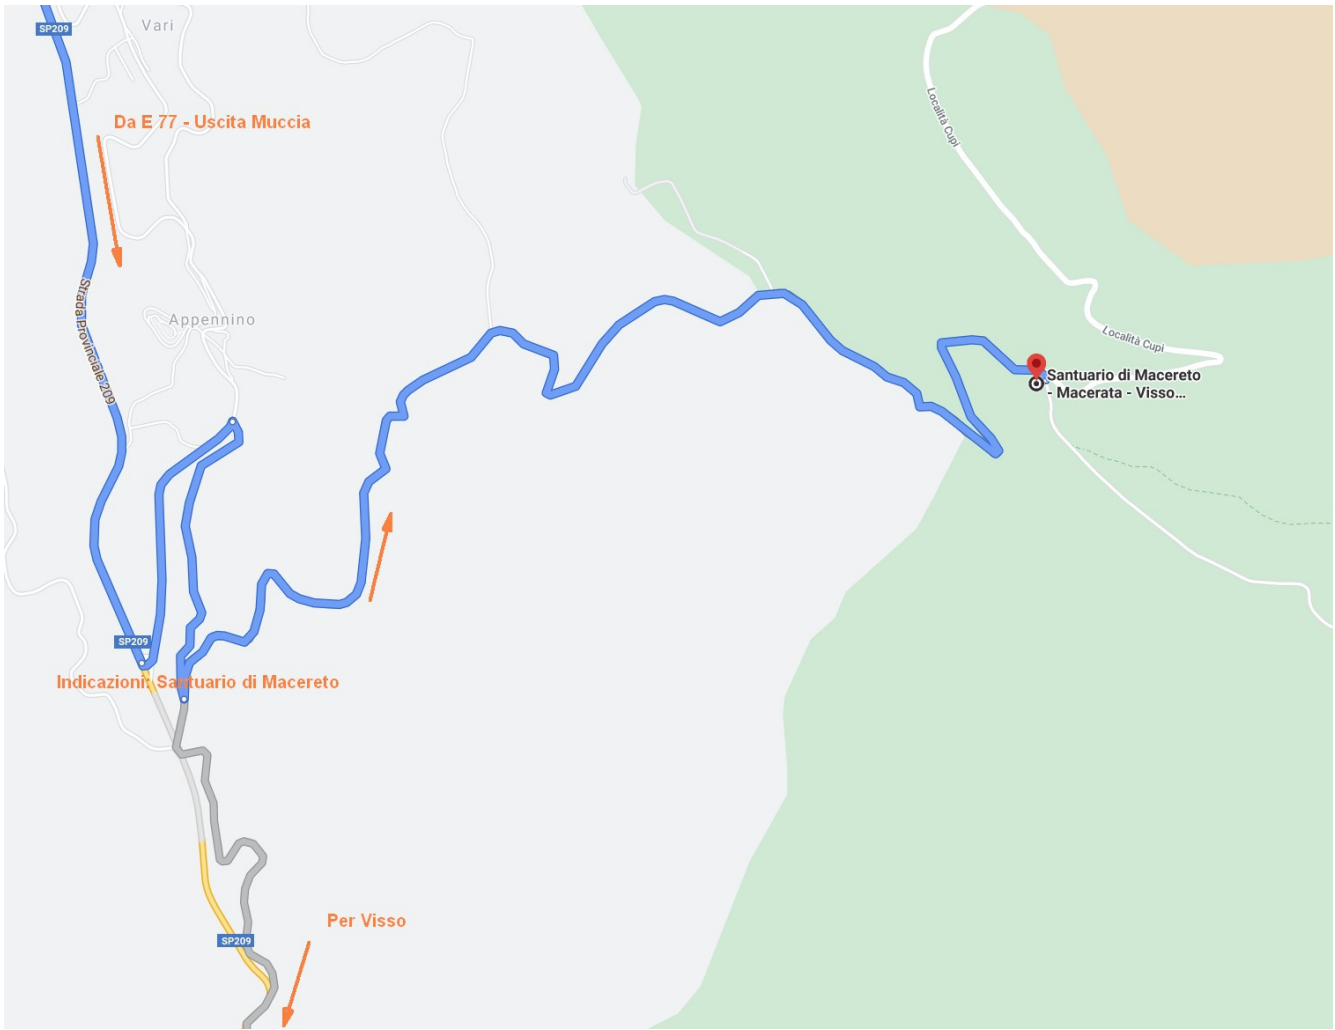 SP209
Vari
Da E 77 - Uscita Muccia
Località Cupi
Strada Provinciale 209
Appennino
Località Cupi
Santuario di Macereto
- Macerata - Visso...
SP209
Indicazioni: Santuario di Macereto
Per Visso
SP209